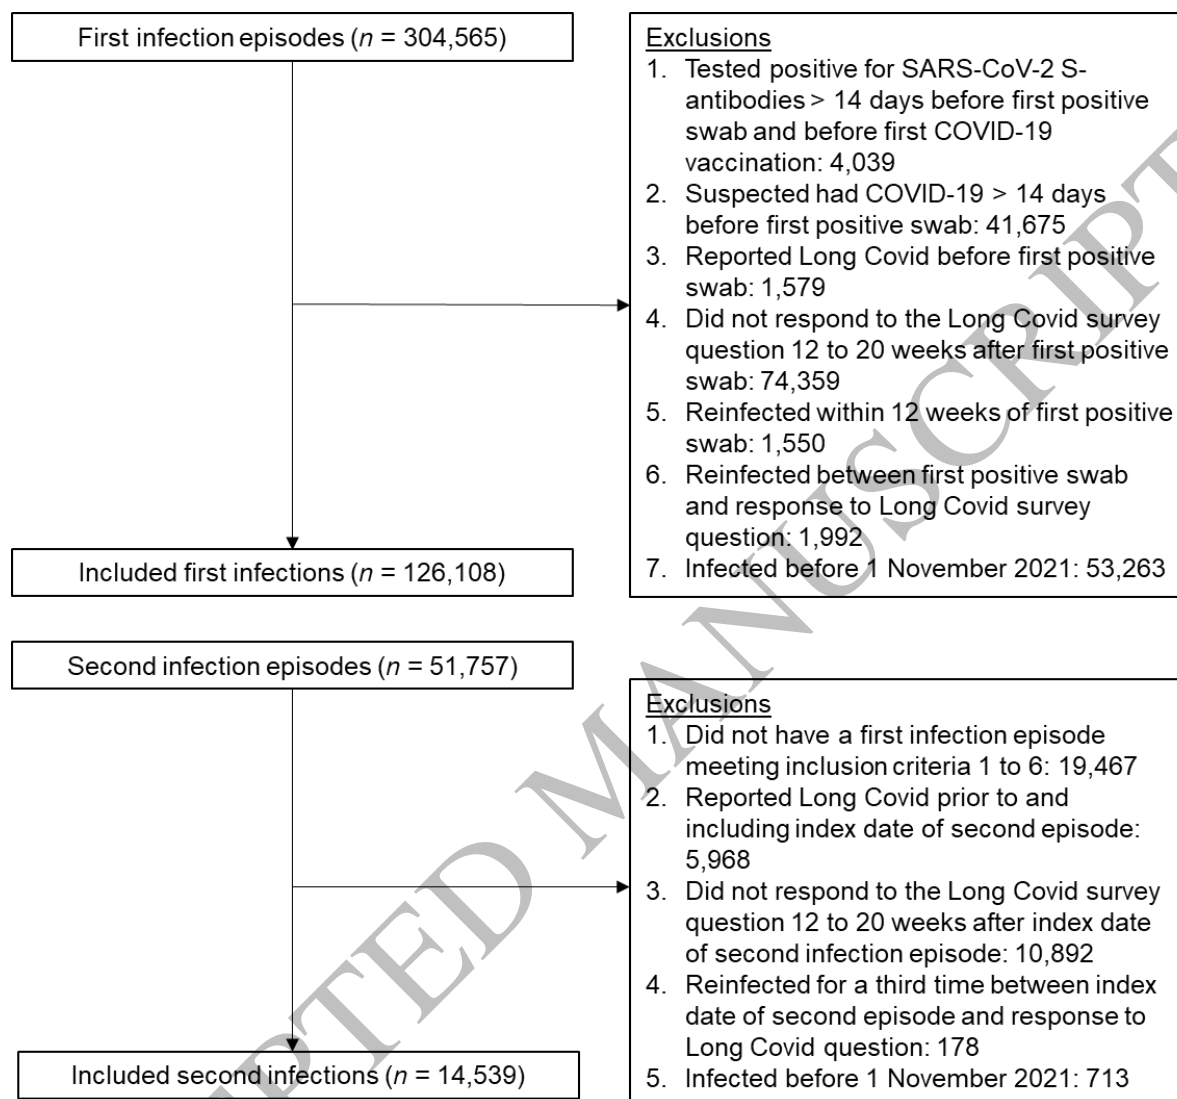 First infection episodes (n = 304,565)
Exclusions
1. Tested positive for SARS-CoV-2 S-
antibodies > 14 days before first positive
swab and before first COVID-19
vaccination: 4,039
2. Suspected had COVID-19 > 14 days
before first positive swab: 41,675
3. Reported Long Covid before first positive
swab: 1,579
4. Did not respond to the Long Covid survey
question 12 to 20 weeks after first positive
swab: 74,359
5. Reinfected within 12 weeks of first positive
swab: 1,550
6. Reinfected between first positive swab
and response to Long Covid survey
question: 1,992
7. Infected before 1 November 2021: 53,263
Included first infections (n = 126,108)
Second infection episodes (n = 51,757)
Exclusions
1. Did not have a first infection episode
meeting inclusion criteria 1 to 6: 19,467
2. Reported Long Covid prior to and
including index date of second episode:
5,968
3. Did not respond to the Long Covid survey
question 12 to 20 weeks after index date
of second infection episode: 10,892
4. Reinfected for a third time between index
date of second episode and response to
Long Covid question: 178
5. Infected before 1 November 2021: 713
Included second infections (n = 14,539)
PTED MANUSCRIPT